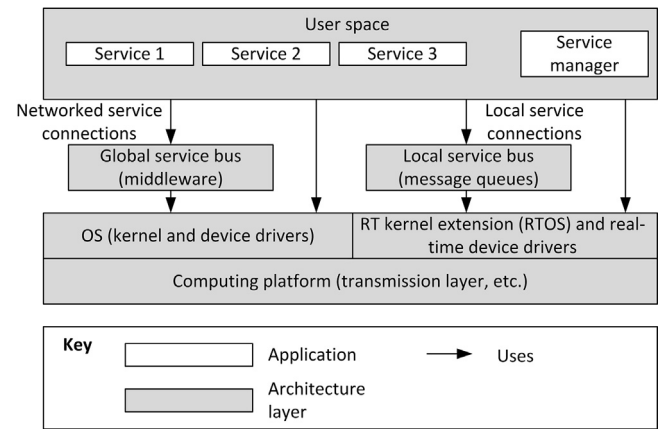 User space
Service 1
Service 2
Service 3
Service
manager
Networked service
connections
Local service
connections
Global service bus
(middleware)
Local service bus
(message queues)
OS (kernel and device drivers)
RT kernel extension (RTOS) and real-
time device drivers
Computing platform (transmission layer, etc.)
Key
Application
Uses
Architecture
layer